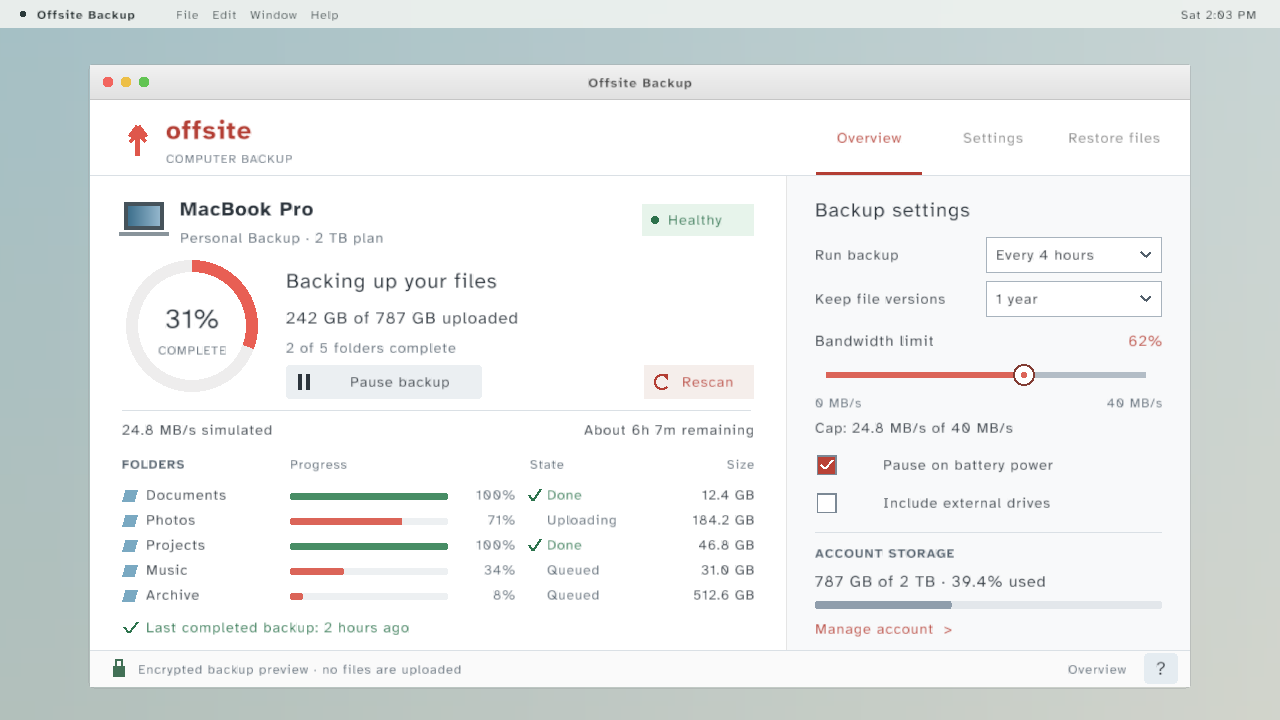 Offsite Backup File Edit Window Help Sat 2:03 PM
Offsite Backup
offsite
COMPUTER BACKUP
Overview Settings Restore files
MacBook Pro
Personal Backup · 2 TB plan
Healthy
31%
COMPLETE
Backing up your files
242 GB of 787 GB uploaded
2 of 5 folders complete
Pause backup
Rescan
24.8 MB/s simulated About 6h 7m remaining
FOLDERS Progress State Size
Documents 100% Done 12.4 GB
Photos 71% Uploading 184.2 GB
Projects 100% Done 46.8 GB
Music 34% Queued 31.0 GB
Archive 8% Queued 512.6 GB
Last completed backup: 2 hours ago
Backup settings
Run backup Every 4 hours
Keep file versions 1 year
Bandwidth limit 62%
0 MB/s 40 MB/s
Cap: 24.8 MB/s of 40 MB/s
Pause on battery power
Include external drives
ACCOUNT STORAGE
787 GB of 2 TB · 39.4% used
Manage account >
Encrypted backup preview · no files are uploaded Overview ?